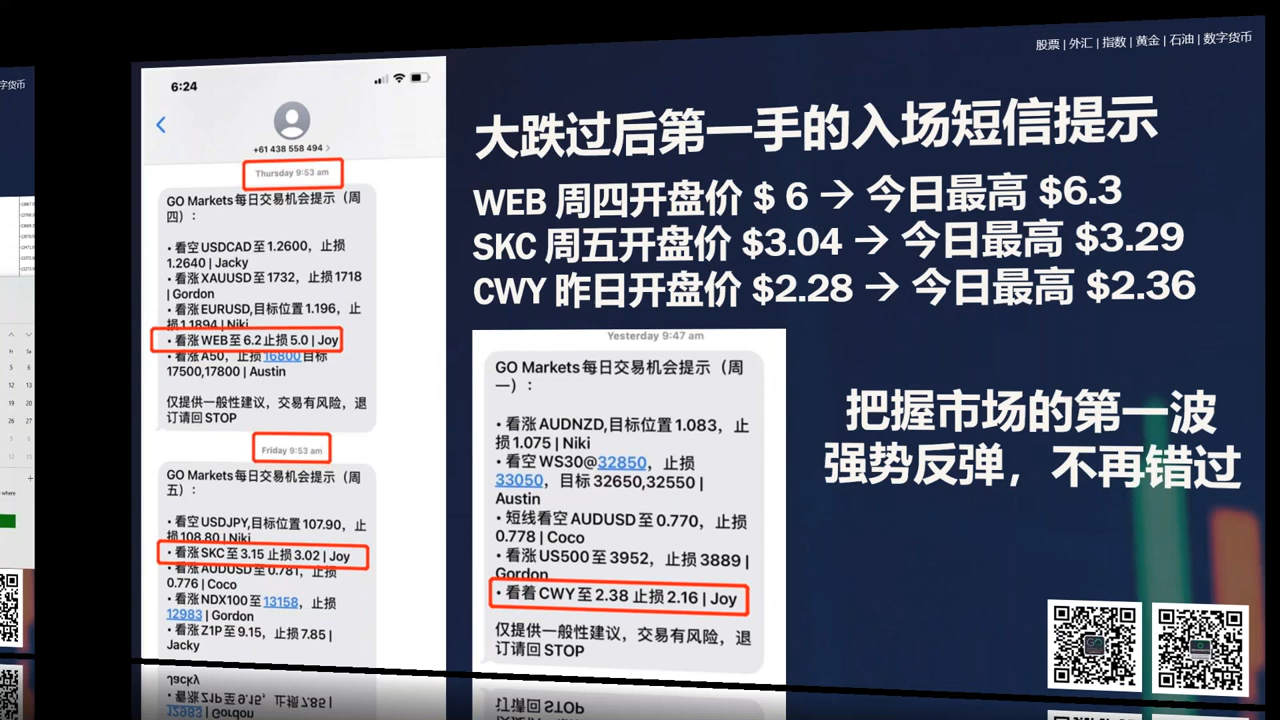 字货币
股票 | 外汇 | 指数 | 黄金 | 石油 | 数字货币
6:24
+61 438 558 494
Thursday 9:53 am
GO Markets每日交易机会提示（周
四）:
• 看空USDCAD至1.2600，止损
1.2640 | Jacky
• 看涨XAUUSD至1732，止损1718
| Gordon
• 看涨EURUSD,目标位置1.196，止
损1.1894 | Niki
• 看涨WEB至6.2止损5.0 | Joy
• 看涨A50，止损16800目标
17500,17800 | Austin
仅提供一般性建议，交易有风险，退
订请回STOP
Friday 9:53 am
GO Markets每日交易机会提示（周
五）:
• 看空USDJPY,目标位置107.90，止
损108.80 | Niki
• 看涨SKC至3.15 止损3.02 | Joy
• 看涨AUDUSD至0.781，止损
0.776 | Coco
• 看涨NDX100至13158，止损
12983 | Gordon
• 看涨Z1P至9.15，止损7.85 |
Jacky
大跌过后第一手的入场短信提示
WEB 周四开盘价 $ 6 → 今日最高 $6.3
SKC 周五开盘价 $3.04 → 今日最高 $3.29
CWY 昨日开盘价 $2.28 → 今日最高 $2.36
Yesterday 9:47 am
GO Markets每日交易机会提示（周
一）:
• 看涨AUDNZD,目标位置1.083，止
损1.075 | Niki
• 看空WS30@32850，止损
33050，目标32650,32550 |
Austin
• 短线看空AUDUSD至0.770，止损
0.778 | Coco
• 看涨US500至3952，止损3889 |
Gordon
• 看着CWY至2.38 止损2.16 | Joy
仅提供一般性建议，交易有风险，退
订请回STOP
把握市场的第一波
强势反弹，不再错过